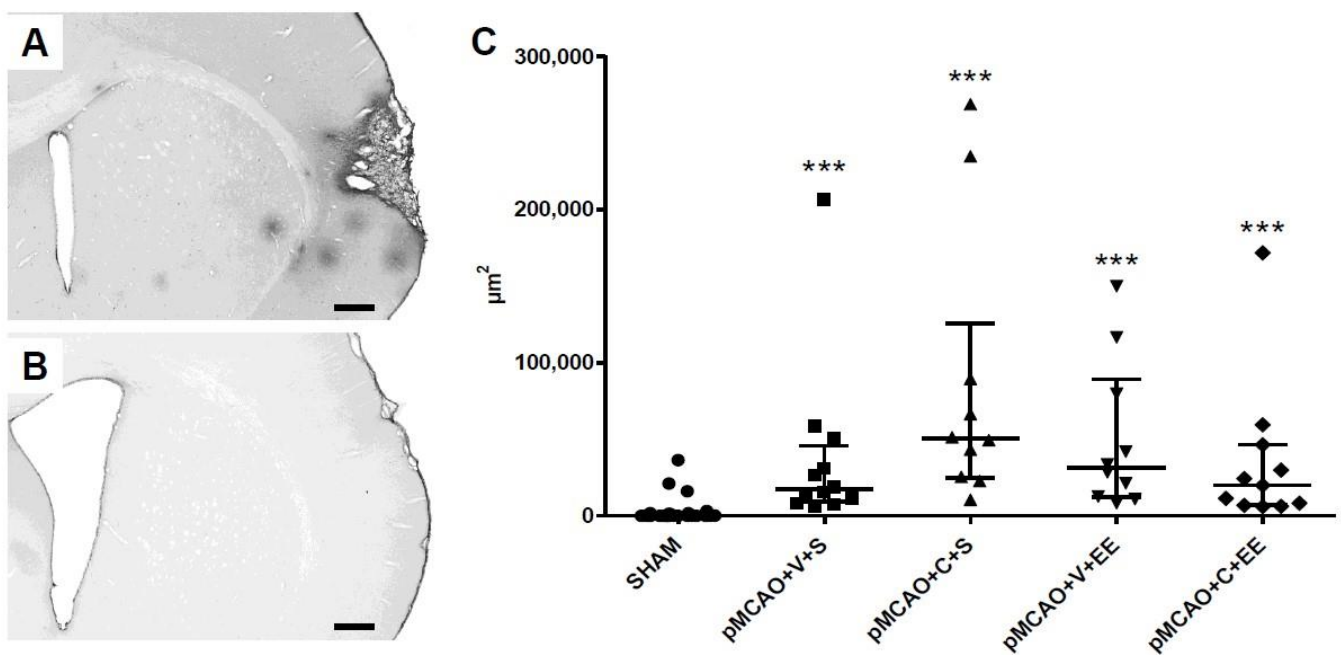 A
B
C
300,000
200,000
100,000
0
µm²
***
***
***
***
SHAM
pMCAO+V+S
pMCAO+C+S
pMCAO+V+EE
pMCAO+C+EE